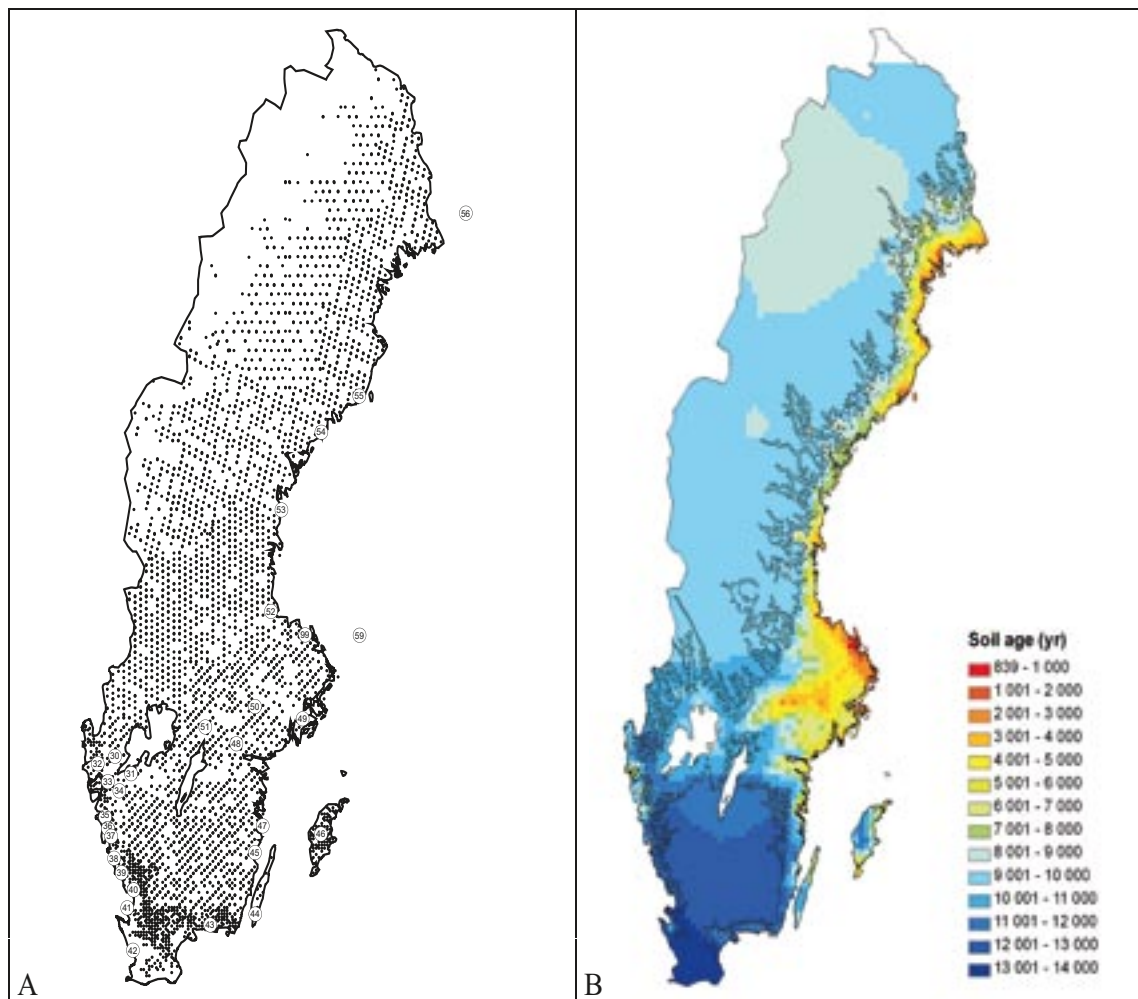 56
55
54
53
52
99
59
50
49
51
48
30
32
31
33
34
35
36
37
47
46
38
45
39
40
41
44
43
42
A
Soil age (yr)
839 - 1 000
1 001 - 2 000
2 001 - 3 000
3 001 - 4 000
4 001 - 5 000
5 001 - 6 000
6 001 - 7 000
7 001 - 8 000
8 001 - 9 000
9 001 - 10 000
10 001 - 11 000
11 001 - 12 000
12 001 - 13 000
13 001 - 14 000
B